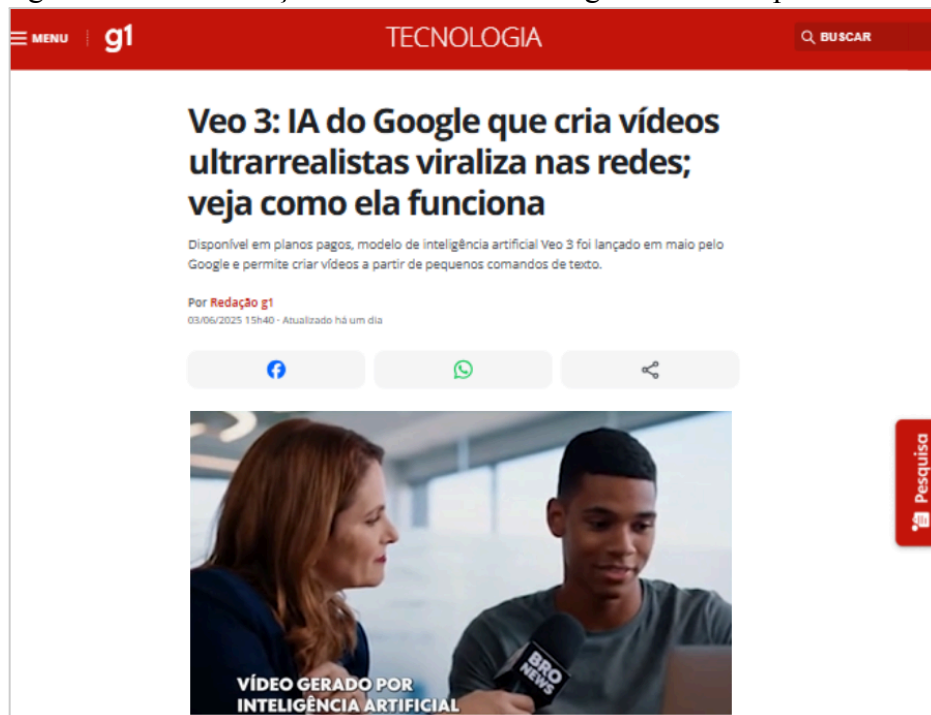 MENU g1 TECNOLOGIA BUSCAR
Veo 3: IA do Google que cria vídeos
ultrarrealistas viraliza nas redes;
veja como ela funciona
Disponível em planos pagos, modelo de inteligência artificial Veo 3 foi lançado em maio pelo
Google e permite criar vídeos a partir de pequenos comandos de texto.
Por Redação g1
03/06/2025 15h40 - Atualizado há um dia
Pesquisa
BRO
NEWS
VÍDEO GERADO POR
INTELIGÊNCIA ARTIFICIAL